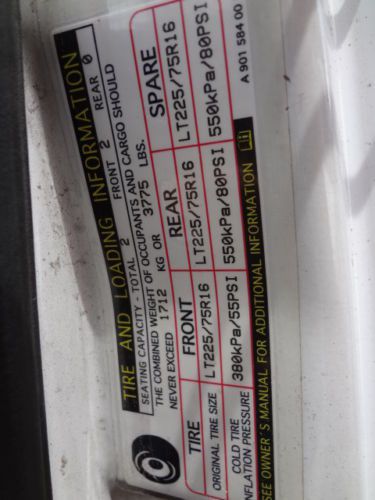 TIRE AND LOADING INFORMATION
SEATING CAPACITY - TOTAL 2 FRONT 2 REAR 0
THE COMBINED WEIGHT OF OCCUPANTS AND CARGO SHOULD
NEVER EXCEED 1712 KG OR 3775 LBS.
TIRE FRONT REAR SPARE
ORIGINAL TIRE SIZE LT225/75R16 LT225/75R16 LT225/75R16
COLD TIRE
INFLATION PRESSURE 380kPa/55PSI 550kPa/80PSI 550kPa/80PSI
SEE OWNER'S MANUAL FOR ADDITIONAL INFORMATION
A 901 584 00